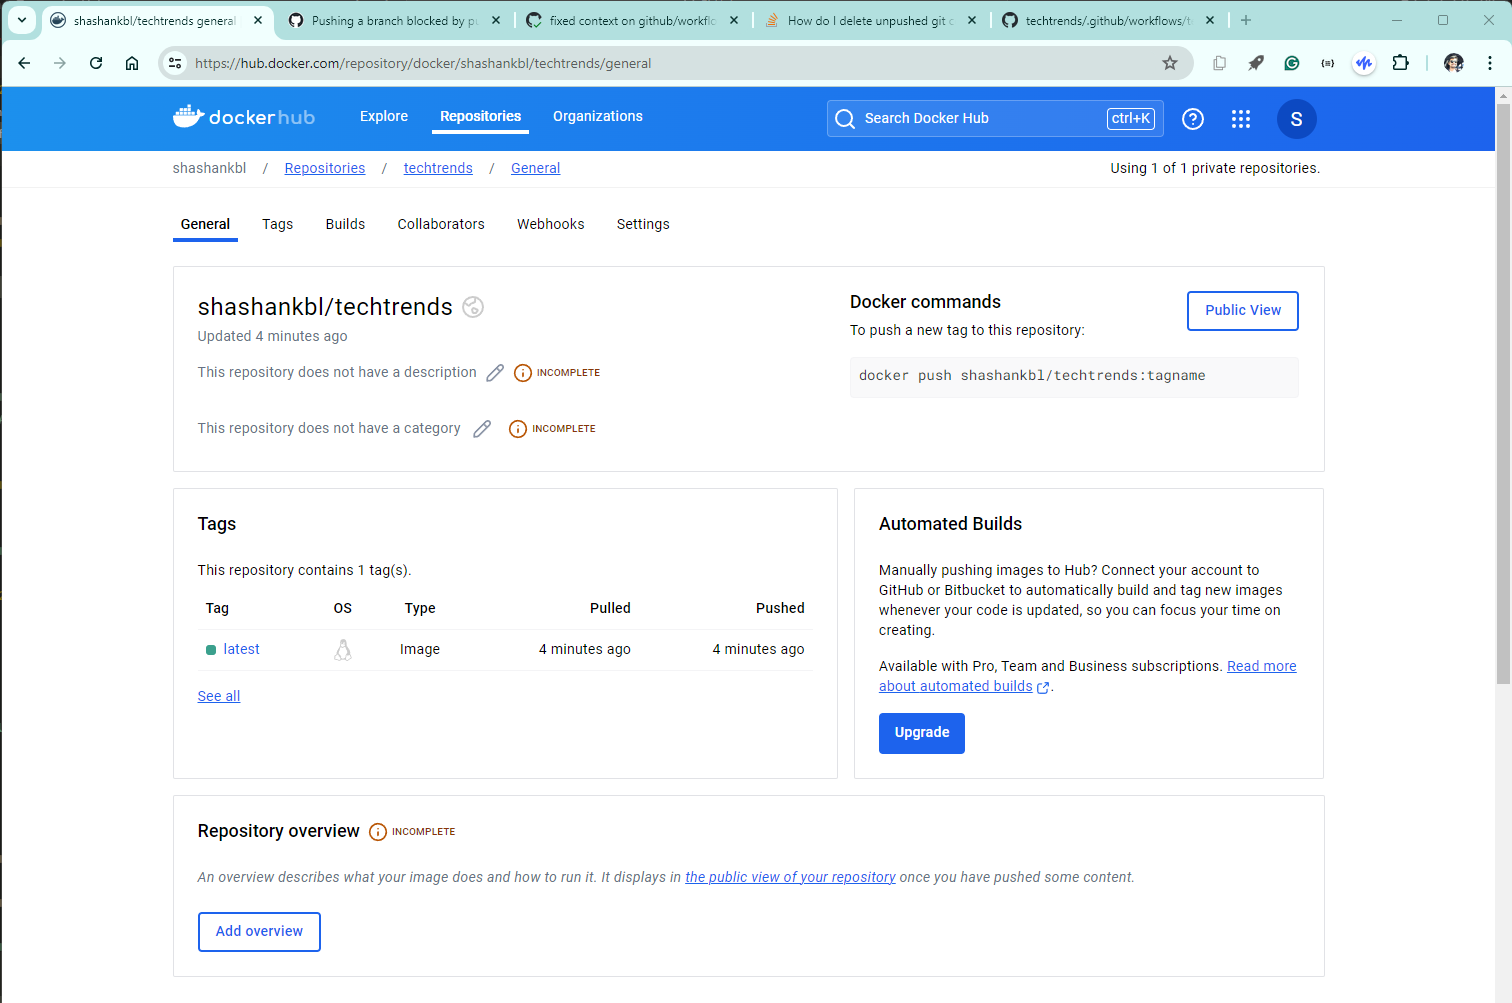 shashankbl/techtrends general
Pushing a branch blocked by pu
fixed context on github/workflo
How do I delete unpushed git c
techtrends/.github/workflows/t
https://hub.docker.com/repository/docker/shashankbl/techtrends/general
dockerhub
Explore
Repositories
Organizations
Search Docker Hub
ctrl+K
S
shashankbl / Repositories / techtrends / General
Using 1 of 1 private repositories.
General
Tags
Builds
Collaborators
Webhooks
Settings
shashankbl/techtrends
Updated 4 minutes ago
This repository does not have a description
INCOMPLETE
This repository does not have a category
INCOMPLETE
Docker commands
To push a new tag to this repository:
Public View
docker push shashankbl/techtrends:tagname
Tags
This repository contains 1 tag(s).
Tag OS Type Pulled Pushed
latest Image 4 minutes ago 4 minutes ago
See all
Automated Builds
Manually pushing images to Hub? Connect your account to
GitHub or Bitbucket to automatically build and tag new images
whenever your code is updated, so you can focus your time on
creating.
Available with Pro, Team and Business subscriptions. Read more
about automated builds .
Upgrade
Repository overview
INCOMPLETE
An overview describes what your image does and how to run it. It displays in the public view of your repository once you have pushed some content.
Add overview